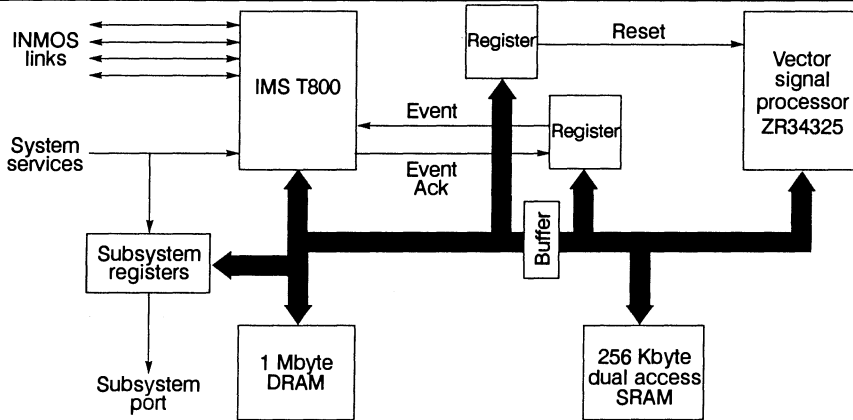 INMOS
links
IMS T800
Register
Reset
Vector
signal
processor
ZR34325
Event
Register
System
services
Event
Ack
Subsystem
registers
Buffer
1 Mbyte
DRAM
256 Kbyte
dual access
SRAM
Subsystem
port